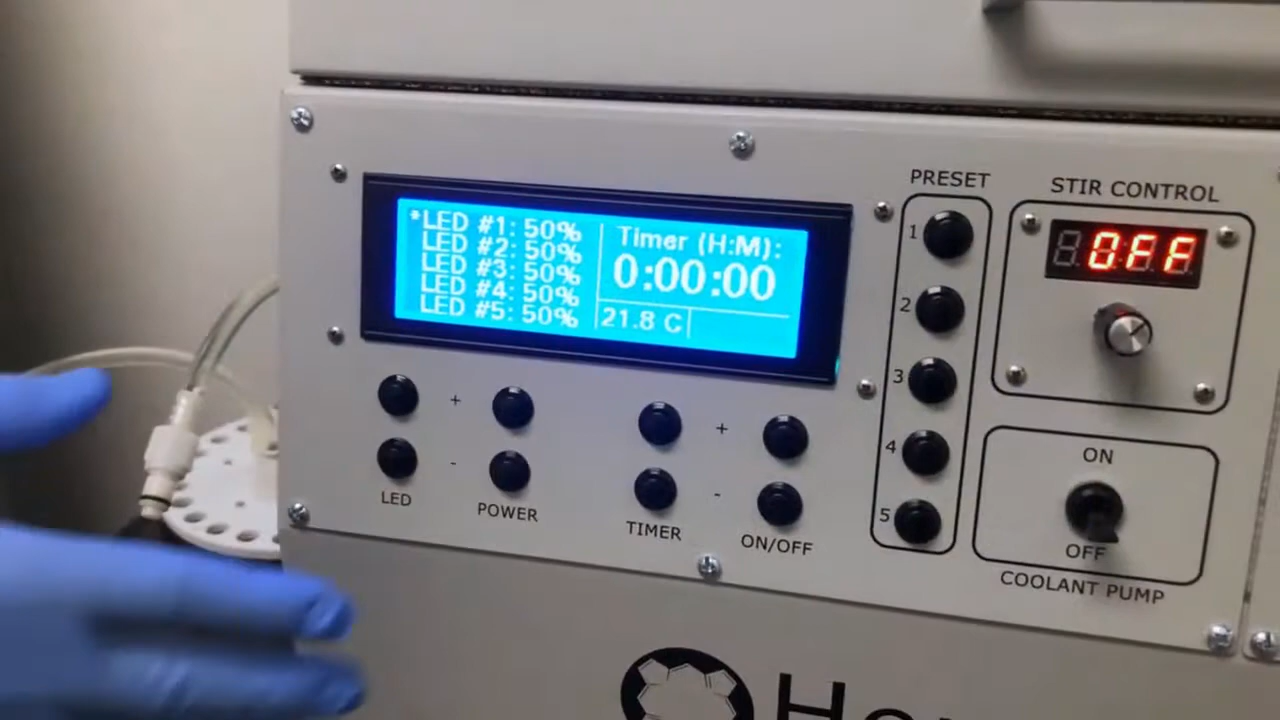 *LED #1: 50%
LED #2: 50%
LED #3: 50%
LED #4: 50%
LED #5: 50%
Timer (H:M):
0:00:00
21.8 C
+
-
LED
POWER
+
-
TIMER
ON/OFF
PRESET
1
2
3
4
5
STIR CONTROL
OFF
ON
OFF
COOLANT PUMP